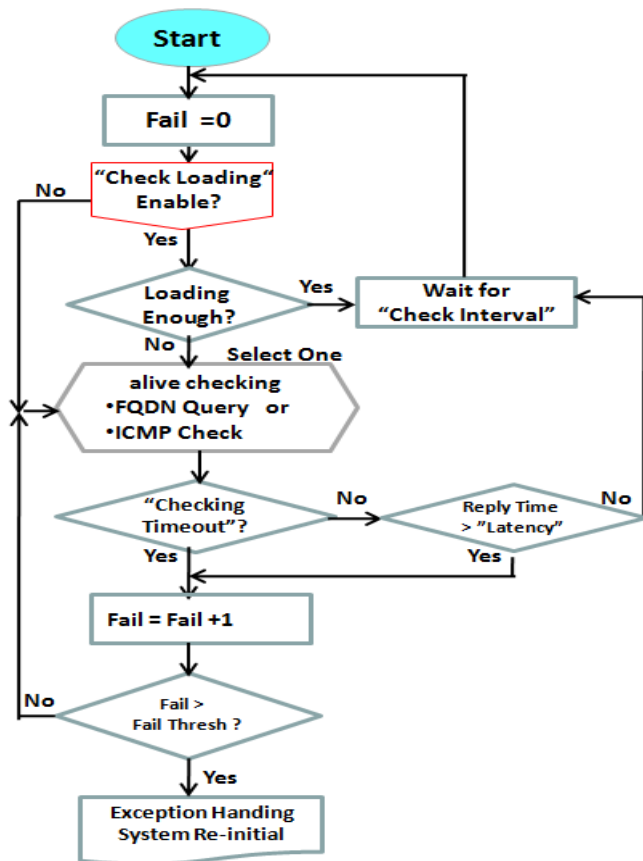 Start
Fail =0
No
“Check Loading“
Enable?
Yes
Loading
Enough?
Yes
Wait for
“Check Interval”
No
Select One
alive checking
•FQDN Query or
•ICMP Check
“Checking
Timeout”?
No
Reply Time
> ”Latency”
No
Yes
Yes
Fail = Fail +1
No
Fail >
Fail Thresh ?
Yes
Exception Handing
System Re-initial